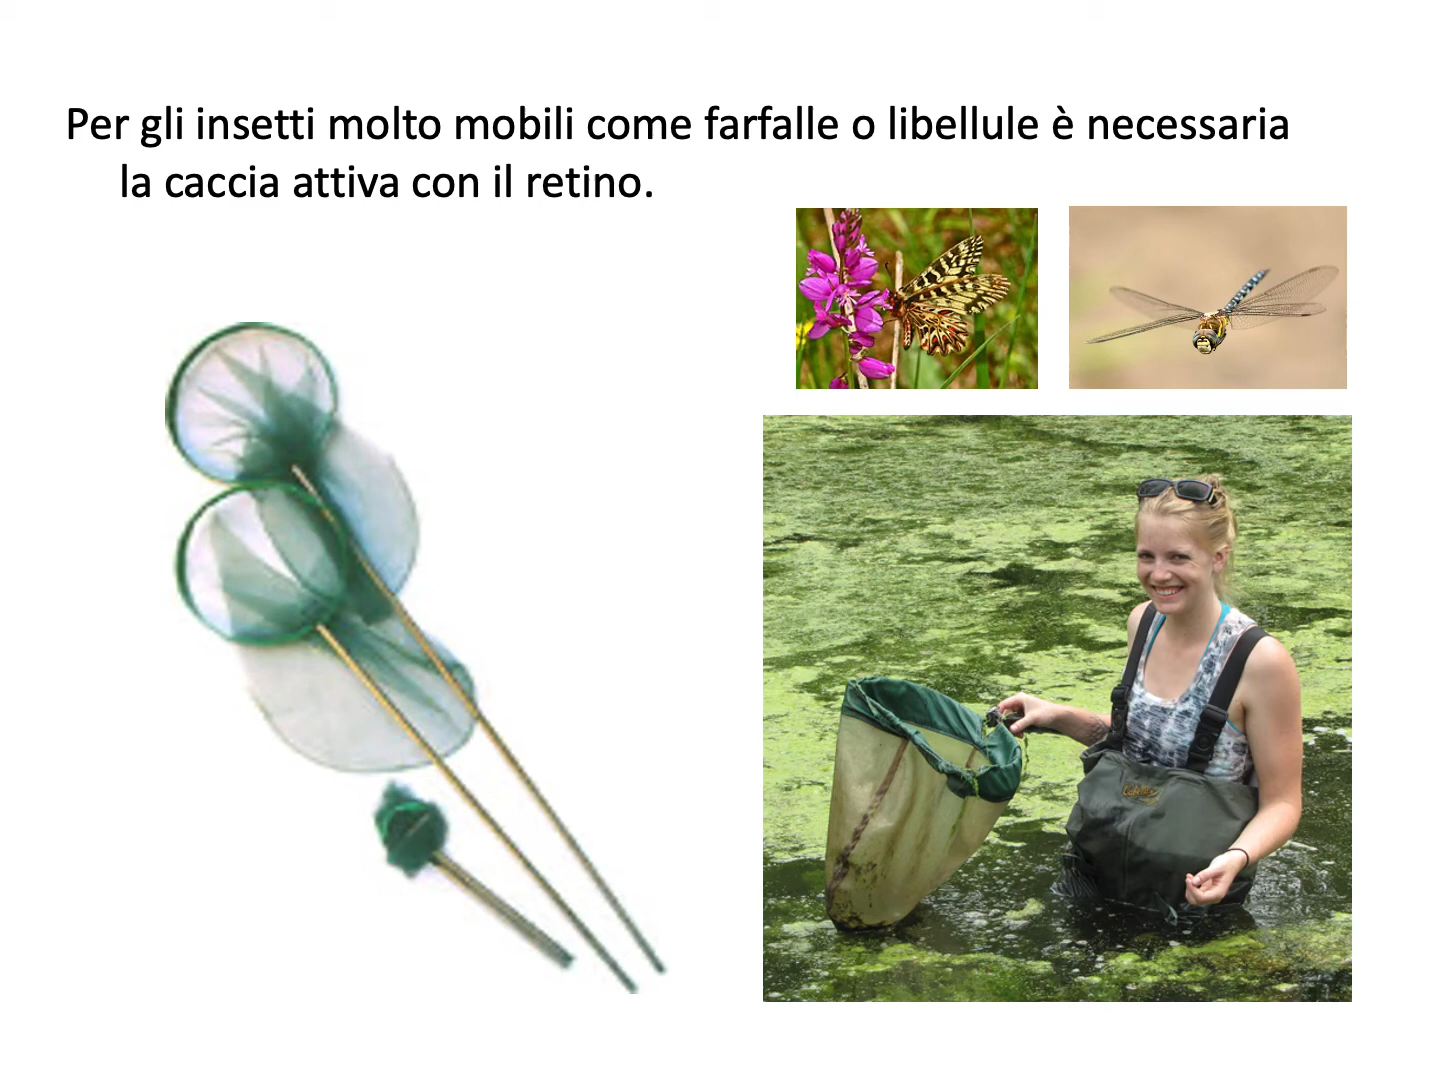 Per gli insetti molto mobili come farfalle o libellule è necessaria
la caccia attiva con il retino.